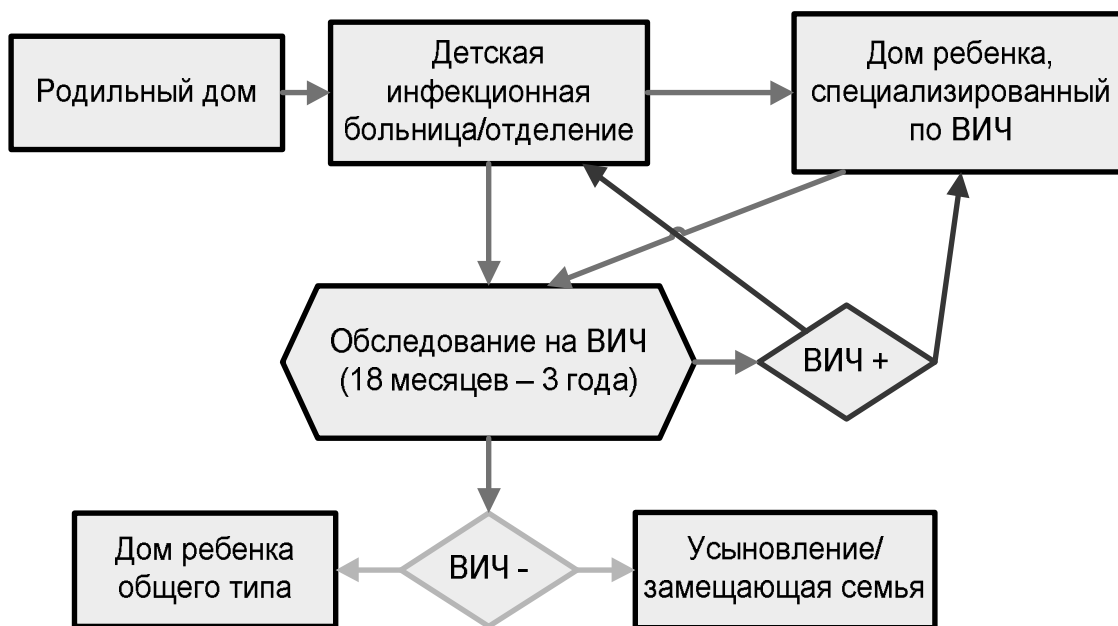 Родильный дом
Детская
инфекционная
больница/отделение
Дом ребенка,
специализированный
по ВИЧ
Обследование на ВИЧ
(18 месяцев – 3 года)
ВИЧ +
Дом ребенка
общего типа
ВИЧ -
Усыновление/
замещающая семья